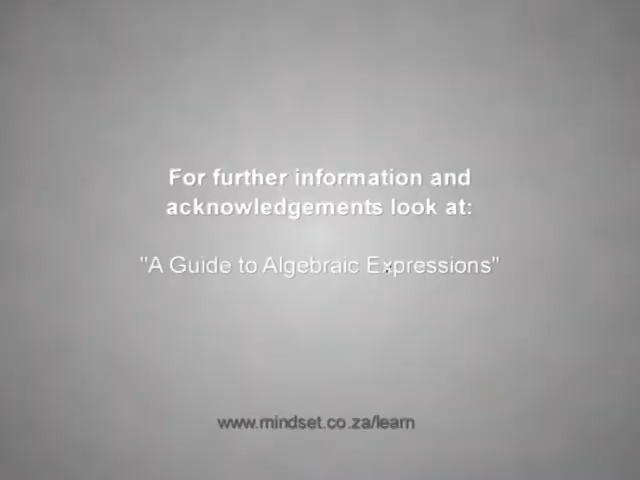 For further information and
acknowledgements look at:
"A Guide to Algebraic Expressions"
www.mindset.co.za/learn